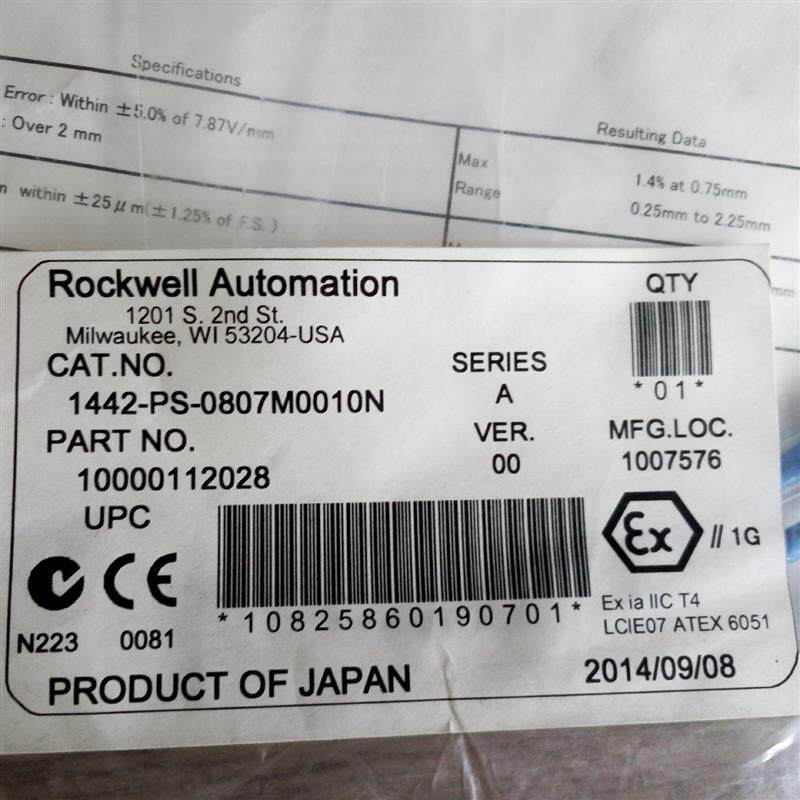 Specifications
Error : Within ±5.0% of 7.87V/mm
: Over 2 mm
Resulting Data
Max
1.4% at 0.75mm
Range
0.25mm to 2.25mm
within ±25μm(±1.25% of F.S.)
mm
Rockwell Automation
1201 S. 2nd St.
Milwaukee, WI 53204-USA
QTY
*01*
CAT.NO.
1442-PS-0807M0010N
SERIES
A
PART NO.
10000112028
VER.
00
MFG.LOC.
1007576
UPC
*10825860190701*
Ex
// 1G
Ex ia IIC T4
LCIE07 ATEX 6051
CE
N223
0081
PRODUCT OF JAPAN
2014/09/08